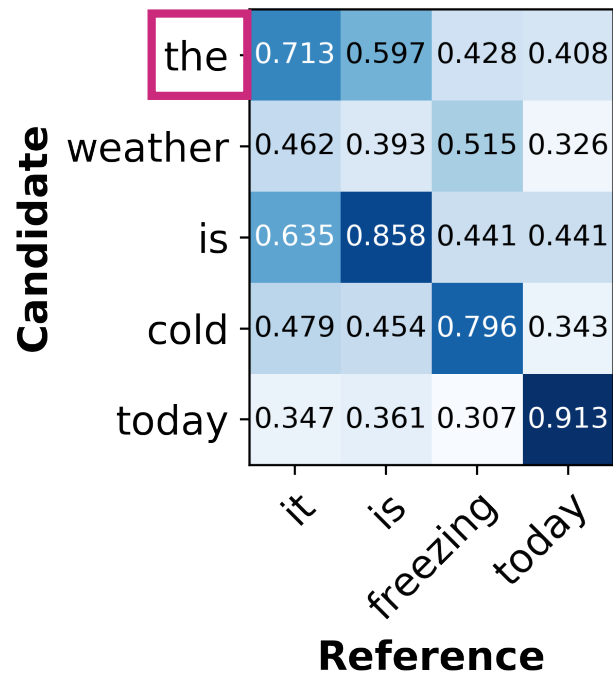 Candidate
the 0.713 0.597 0.428 0.408
weather 0.462 0.393 0.515 0.326
is 0.635 0.858 0.441 0.441
cold 0.479 0.454 0.796 0.343
today 0.347 0.361 0.307 0.913
it is freezing today
Reference